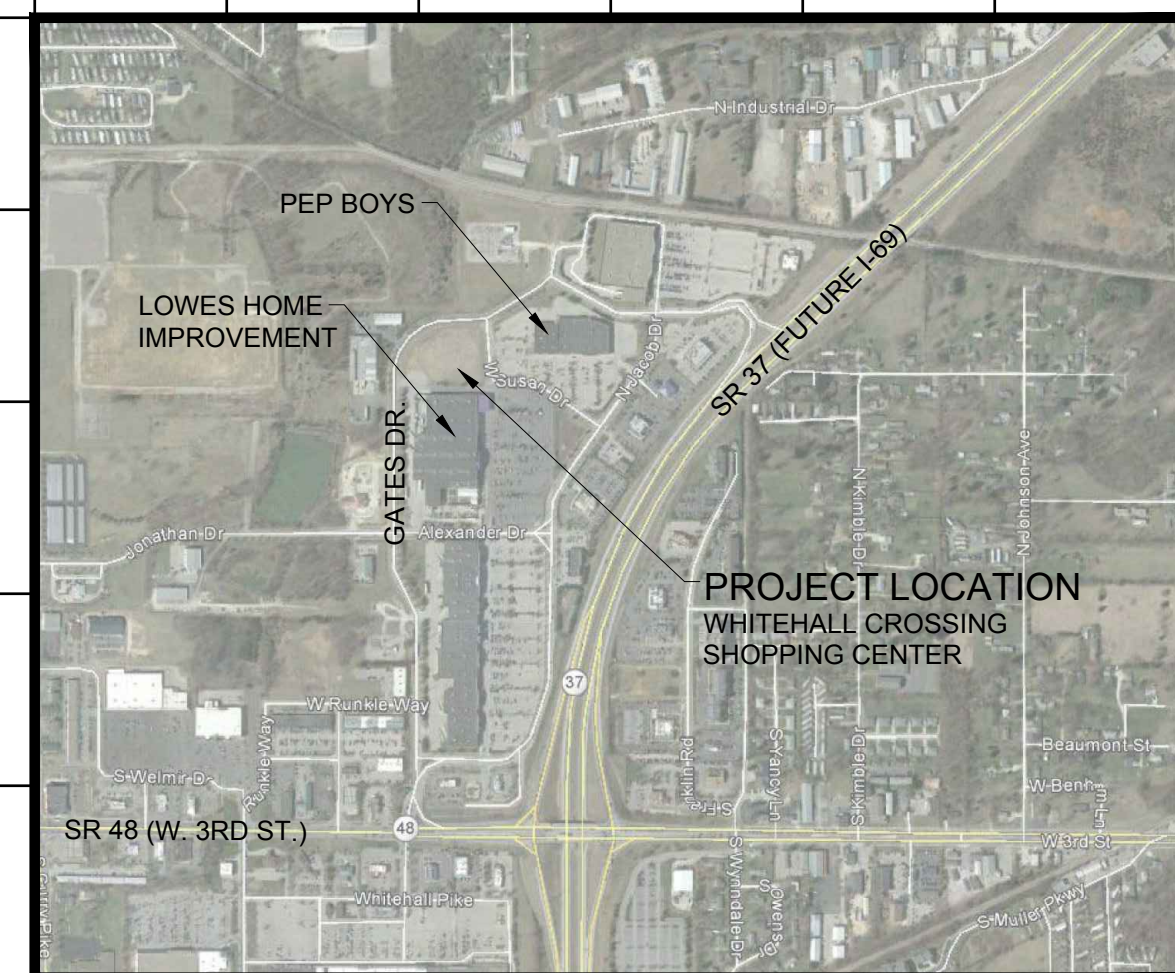 N Industrial Dr
PEP BOYS
SR 37 (FUTURE I-69)
LOWES HOME
IMPROVEMENT
N Jacob Dr
W Susan Dr
GATES DR.
N Kimble Dr
N Johnson Ave
Jonathan Dr
Alexander Dr
PROJECT LOCATION
WHITEHALL CROSSING
SHOPPING CENTER
37
W Runkle Way
Runkle Way
S Yancy Ln
S Kimble Dr
Beaumont St
S Welmir Dr
W Benh
SR 48 (W. 3RD ST.)
48
W 3rd St
Whitehall Pike
S Wynndale Dr
S Owens Dr
S Muller Pkwy
S Curry Pike